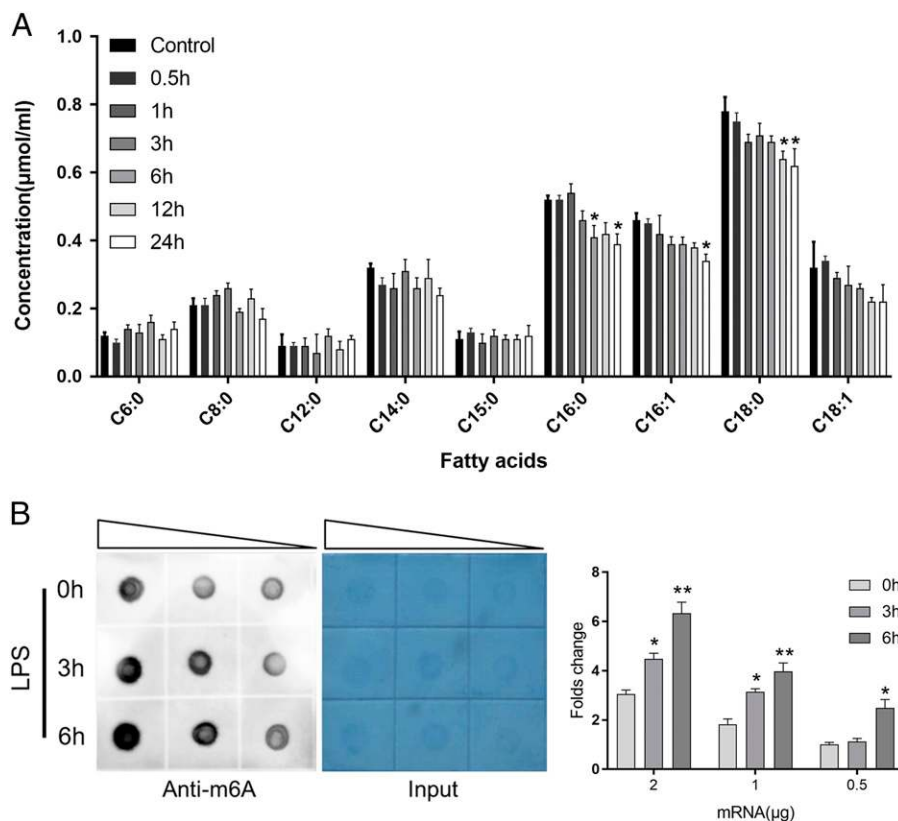 A
Concentration(μmol/ml)
1.0
0.8
0.6
0.4
0.2
0.0
Control
0.5h
1h
3h
6h
12h
24h
*
*
*
* *
C6:0 C8:0 C12:0 C14:0 C15:0 C16:0 C16:1 C18:0 C18:1
Fatty acids
B
LPS
0h
3h
6h
Anti-m6A
Input
Folds change
8
6
4
2
0
0h
3h
6h
*
**
*
**
*
2 1 0.5
mRNA(μg)